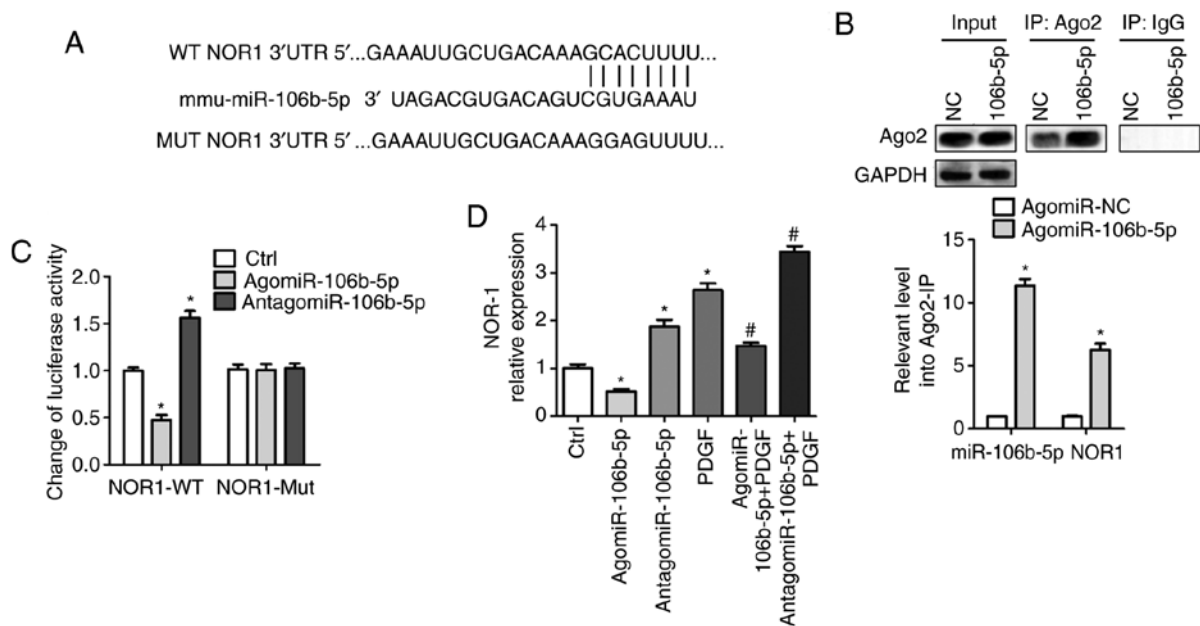 A
WT NOR1 3′UTR 5′...GAAAUUGCUGACAAAGCACUUUU...
mmu-miR-106b-5p 3′ UAGACGUGACAGUCGUGAAAU
MUT NOR1 3′UTR 5′...GAAAUUGCUGACAAAGGAGUUUU...
B
Input IP: Ago2 IP: IgG
NC 106b-5p NC 106b-5p NC 106b-5p
Ago2
GAPDH
AgomiR-NC
AgomiR-106b-5p
Relevant level
into Ago2-IP
15
10
5
0
*
*
miR-106b-5p NOR1
C
Ctrl
AgomiR-106b-5p
AntagomiR-106b-5p
Change of luciferase activity
2.0
1.5
1.0
0.5
0.0
*
*
NOR1-WT NOR1-Mut
D
NOR-1
relative expression
4
3
2
1
0
*
*
*
#
#
Ctrl
AgomiR-106b-5p
AntagomiR-106b-5p
PDGF
AgomiR-
106b-5p+PDGF
AntagomiR-106b-5p+
PDGF